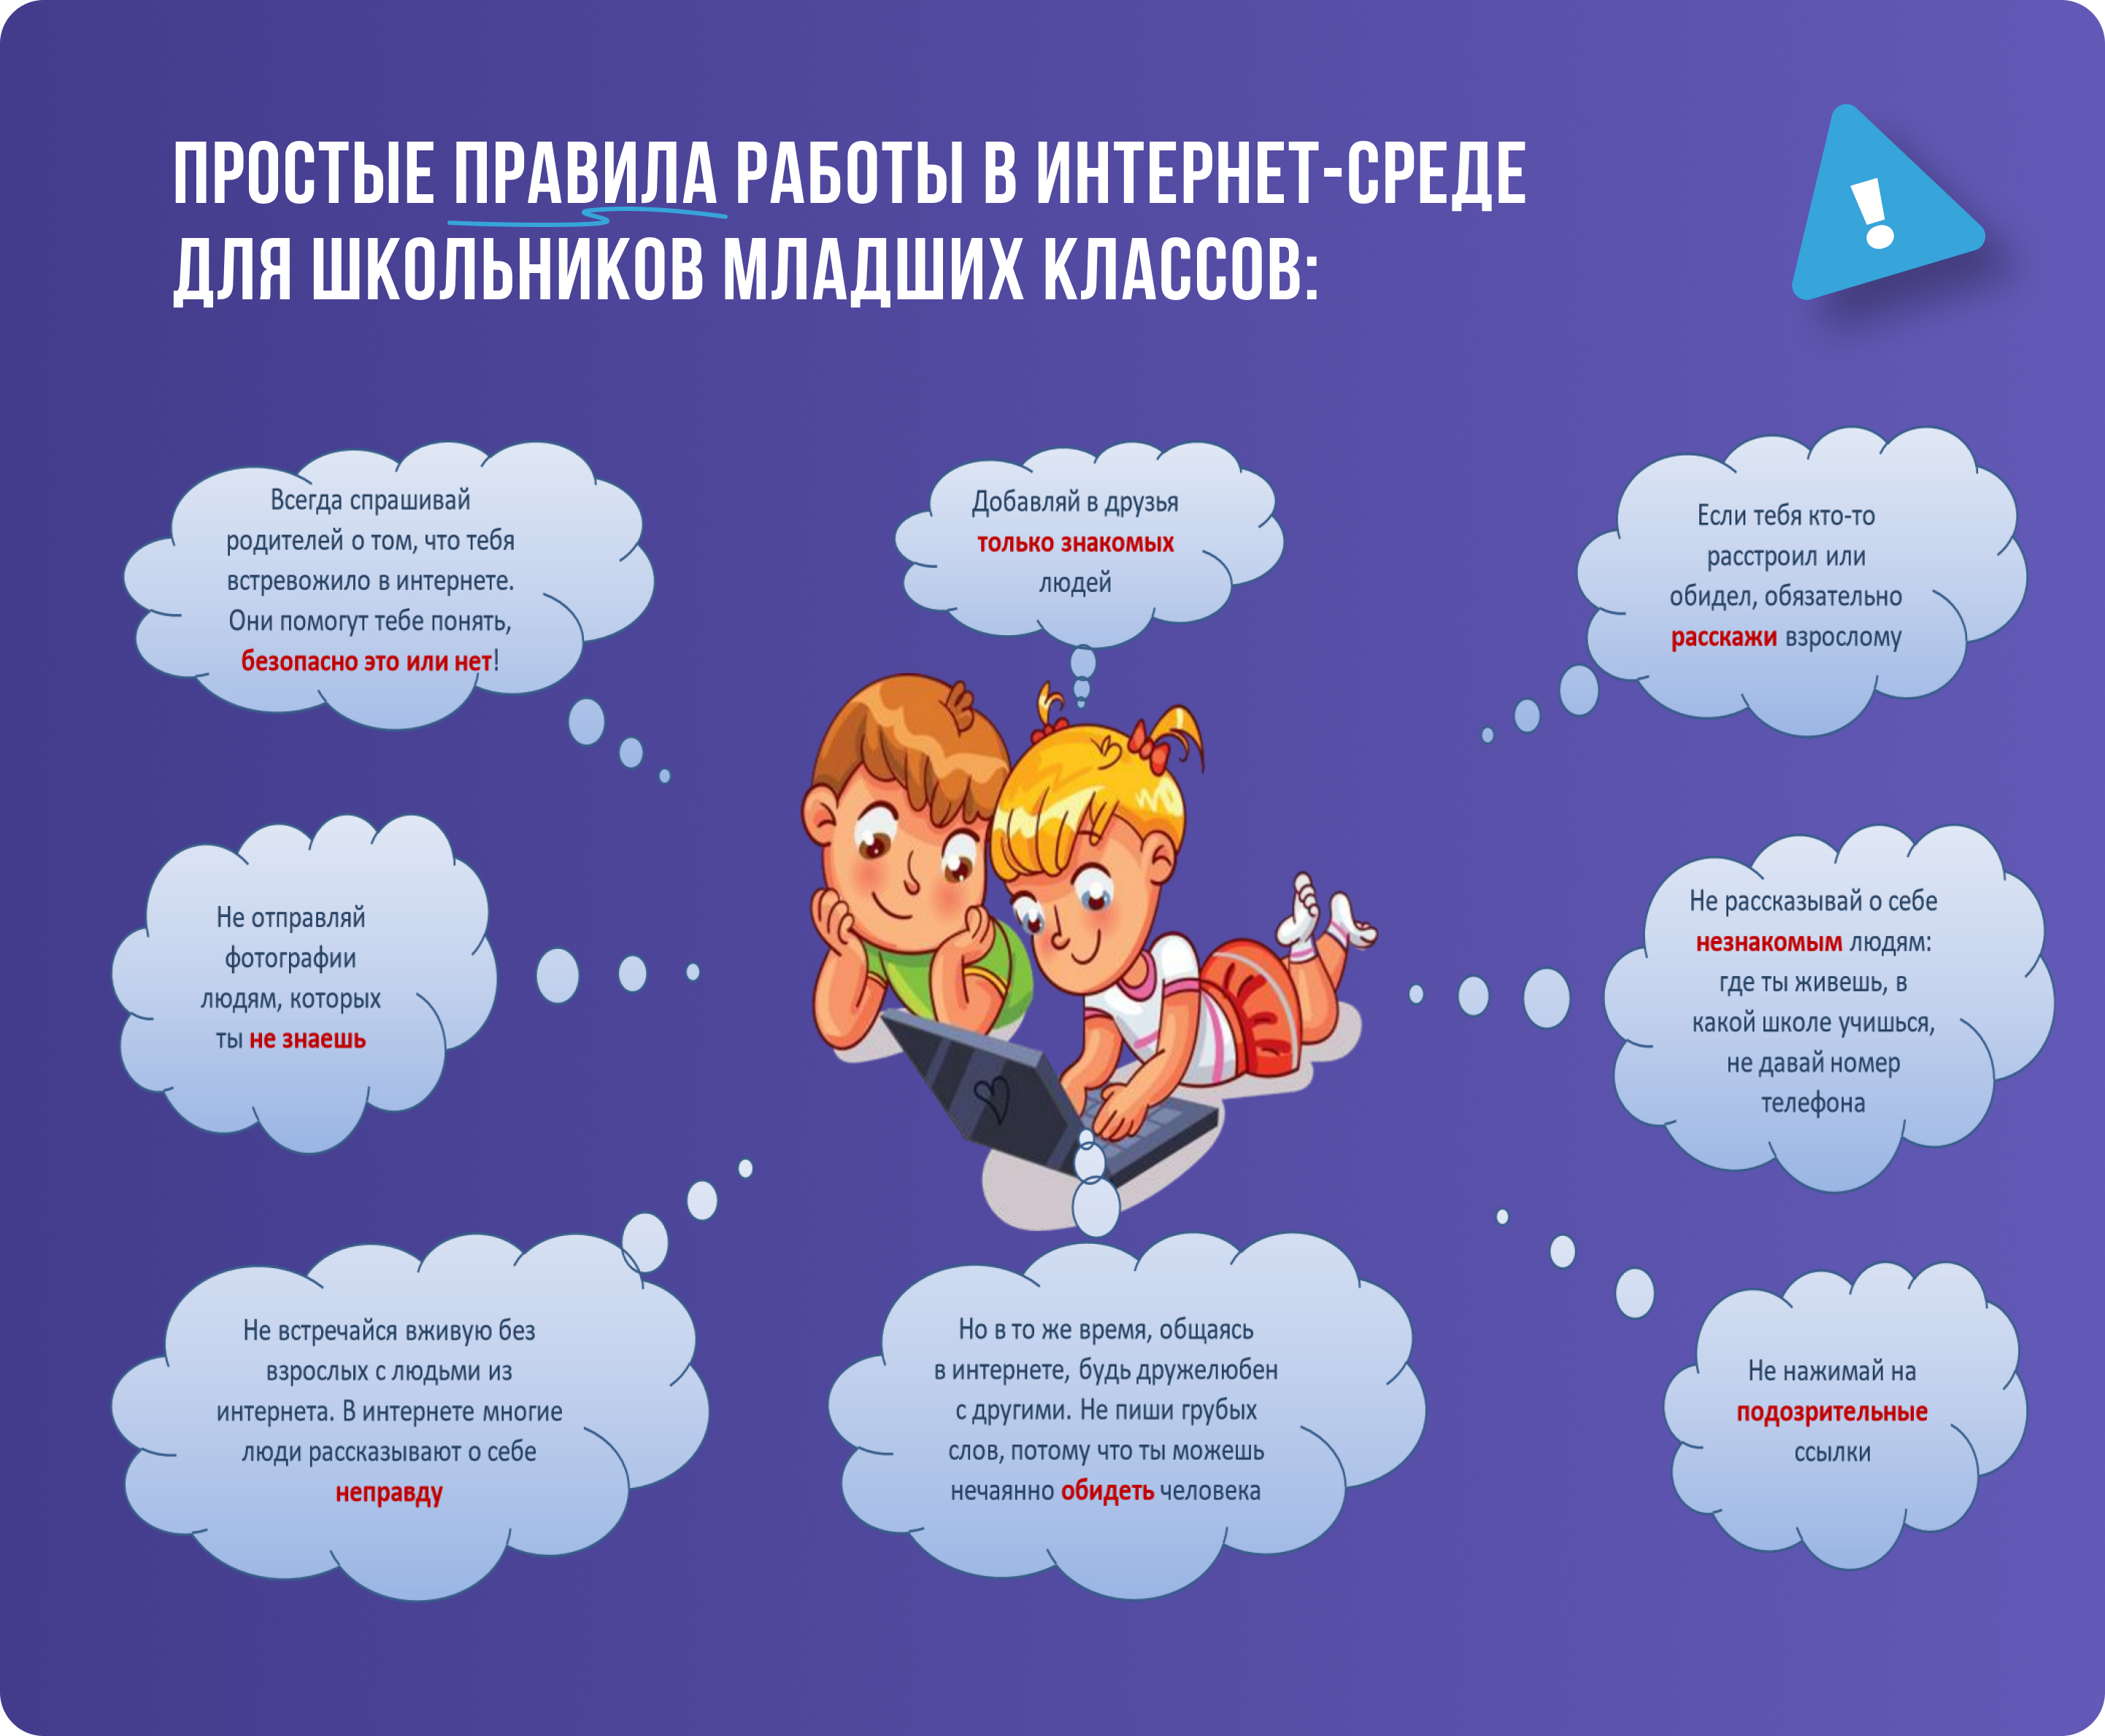 ПРОСТЫЕ ПРАВИЛА РАБОТЫ В ИНТЕРНЕТ-СРЕДЕ
ДЛЯ ШКОЛЬНИКОВ МЛАДШИХ КЛАССОВ:
!
Всегда спрашивай
родителей о том, что тебя
встревожило в интернете.
Они помогут тебе понять,
безопасно это или нет!
Добавляй в друзья
только знакомых
людей
Если тебя кто-то
расстроил или
обидел, обязательно
расскажи взрослому
Не отправляй
фотографии
людям, которых
ты не знаешь
Не рассказывай о себе
незнакомым людям:
где ты живешь, в
какой школе учишься,
не давай номер
телефона
Не встречайся вживую без
взрослых с людьми из
интернета. В интернете многие
люди рассказывают о себе
неправду
Но в то же время, общаясь
в интернете, будь дружелюбен
с другими. Не пиши грубых
слов, потому что ты можешь
нечаянно обидеть человека
Не нажимай на
подозрительные
ссылки